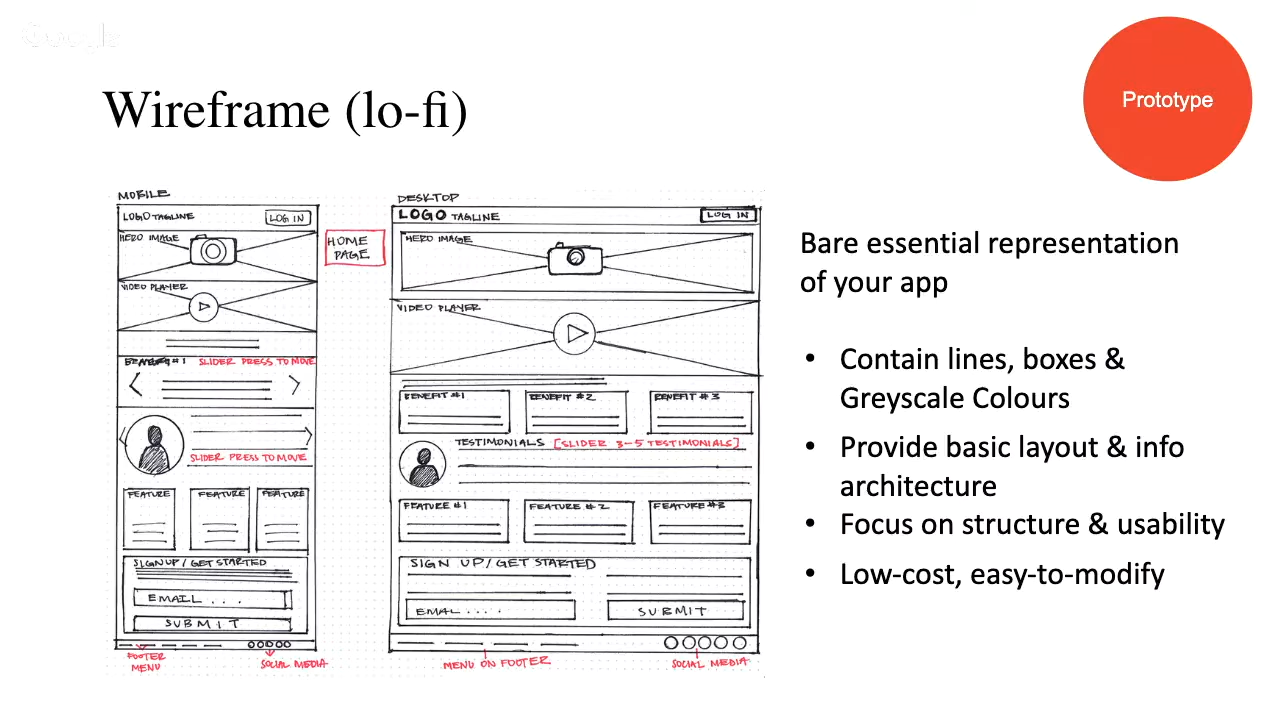 Google
Prototype
Wireframe (lo-fi)
MOBILE
LOGO TAGLINE
LOG IN
HERO IMAGE
VIDEO PLAYER
SLIDER PRESS TO MOVE
SLIDER PRESS TO MOVE
FEATURE
FEATURE
FEATURE
SIGN UP / GET STARTED
EMAIL ....
SUBMIT
FOOTER
MENU
SOCIAL MEDIA
HOME
PAGE
DESKTOP
LOGO TAGLINE
LOG IN
HERO IMAGE
VIDEO PLAYER
BENEFIT #1
BENEFIT #2
BENEFIT #3
TESTIMONIALS [SLIDER 3-5 TESTIMONIALS]
FEATURE #1
FEATURE #2
FEATURE #3
SIGN UP/GET STARTED
EMAL .....
SUBMIT
MENU ON FOOTER
SOCIAL MEDIA
Bare essential representation
of your app
• Contain lines, boxes &
Greyscale Colours
• Provide basic layout & info
architecture
• Focus on structure & usability
• Low-cost, easy-to-modify